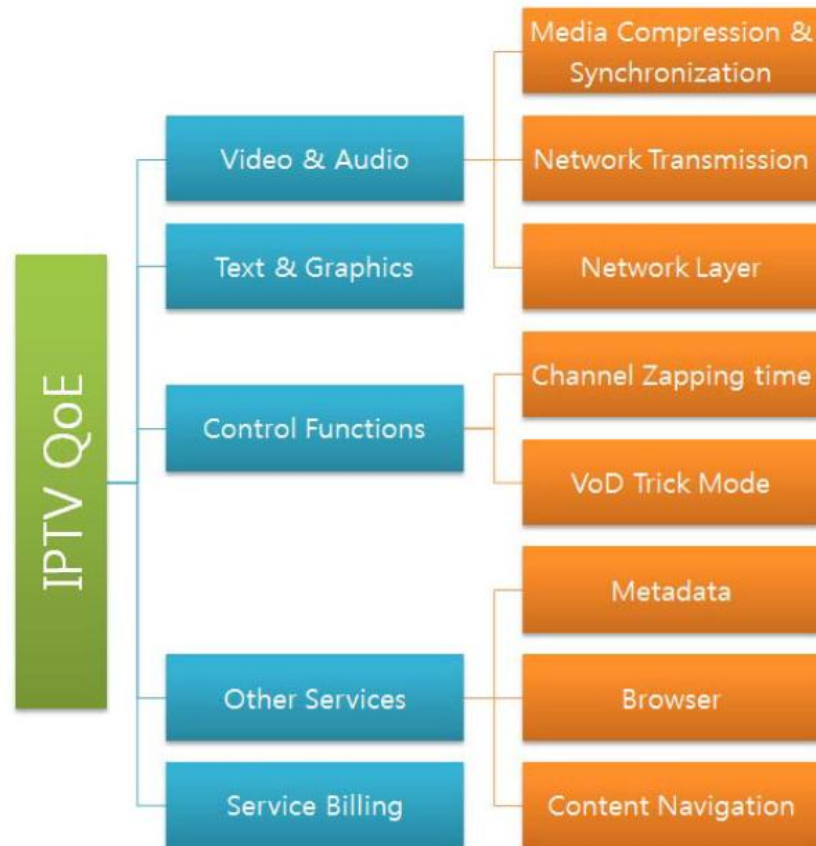 IPTV QoE
Video & Audio
Media Compression &
Synchronization
Network Transmission
Network Layer
Text & Graphics
Control Functions
Channel Zapping time
VoD Trick Mode
Other Services
Metadata
Browser
Content Navigation
Service Billing